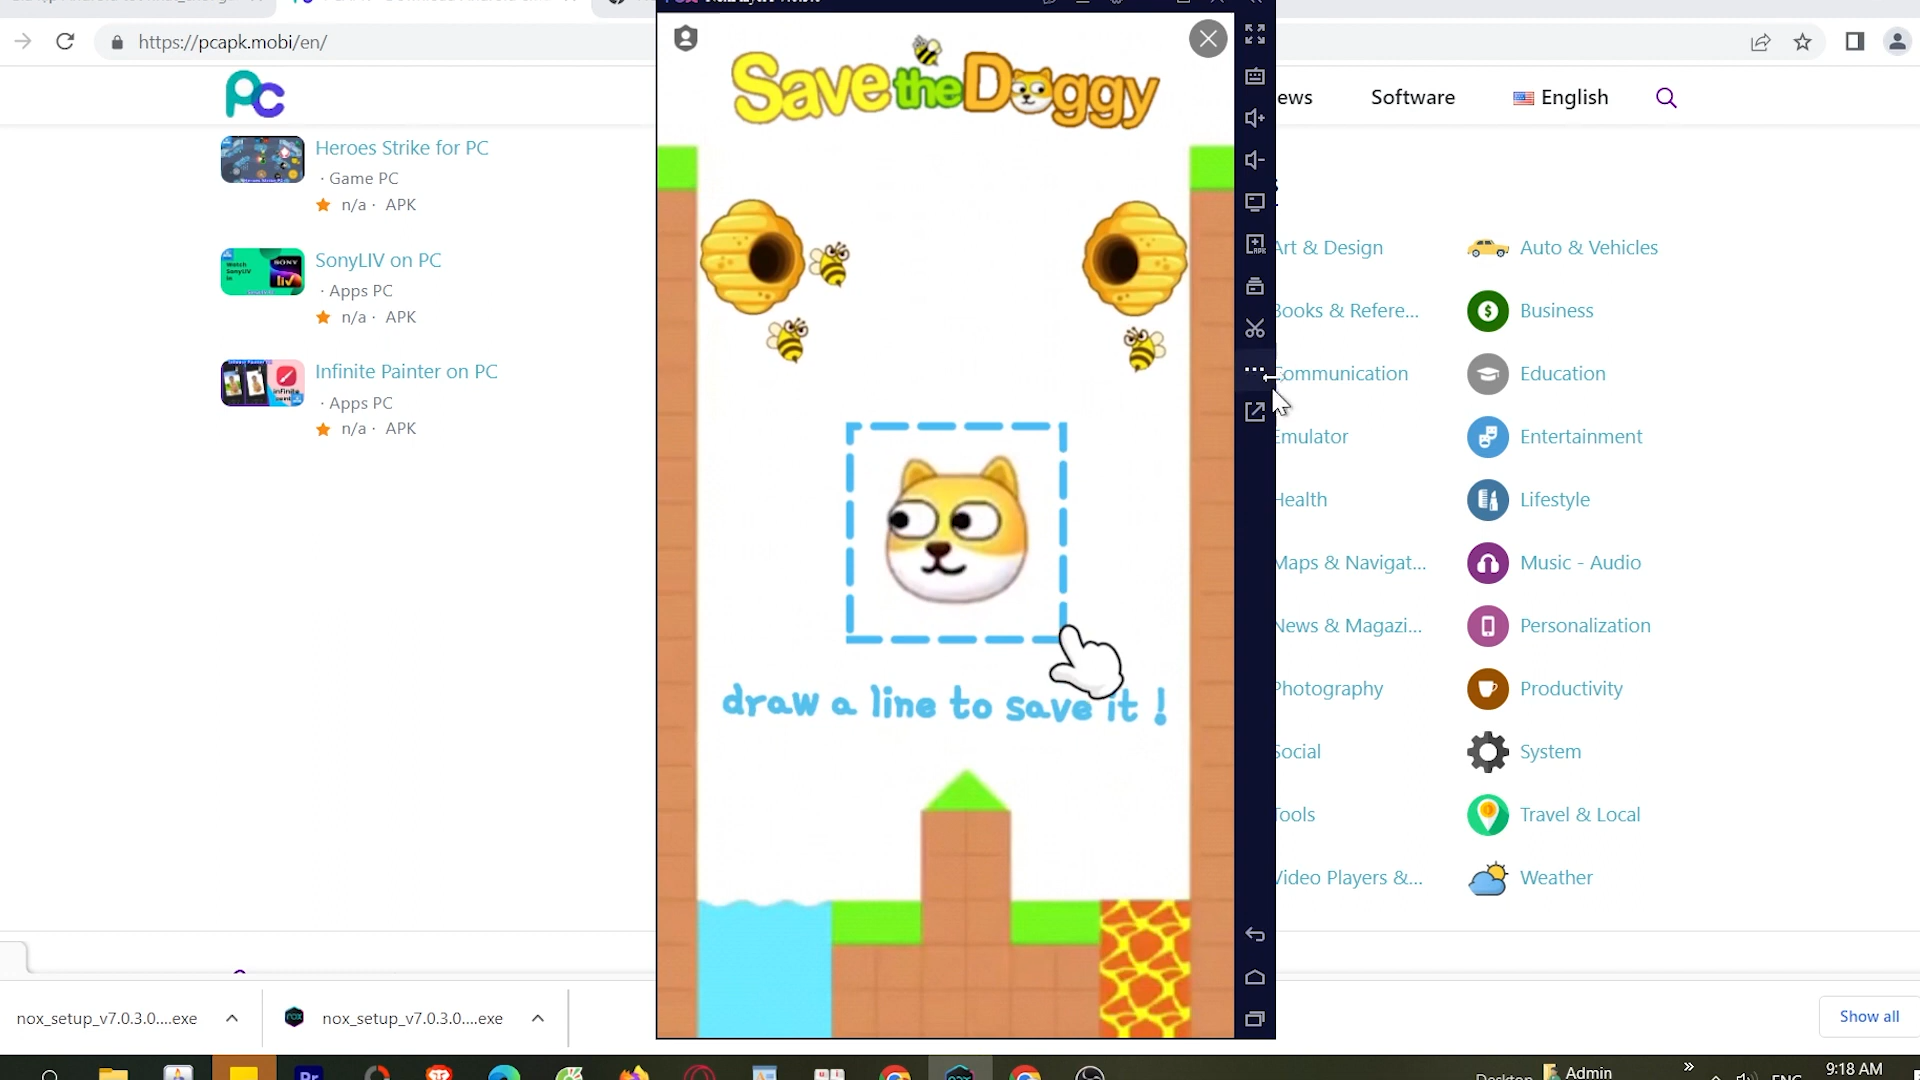 https://pcapk.mobi/en/
PC
ews
Software
English
Save the Doggy
Heroes Strike for PC
· Game PC
n/a · APK
SonyLIV on PC
· Apps PC
n/a · APK
Infinite Painter on PC
· Apps PC
n/a · APK
Art & Design
Auto & Vehicles
Books & Refere...
Business
Communication
Education
Emulator
Entertainment
Health
Lifestyle
Maps & Navigat...
Music - Audio
News & Magazi...
Personalization
Photography
Productivity
Social
System
Tools
Travel & Local
Video Players &...
Weather
draw a line to save it !
nox_setup_v7.0.3.0....exe
nox_setup_v7.0.3.0....exe
Show all
Desktop
Admin
ENG
9:18 AM